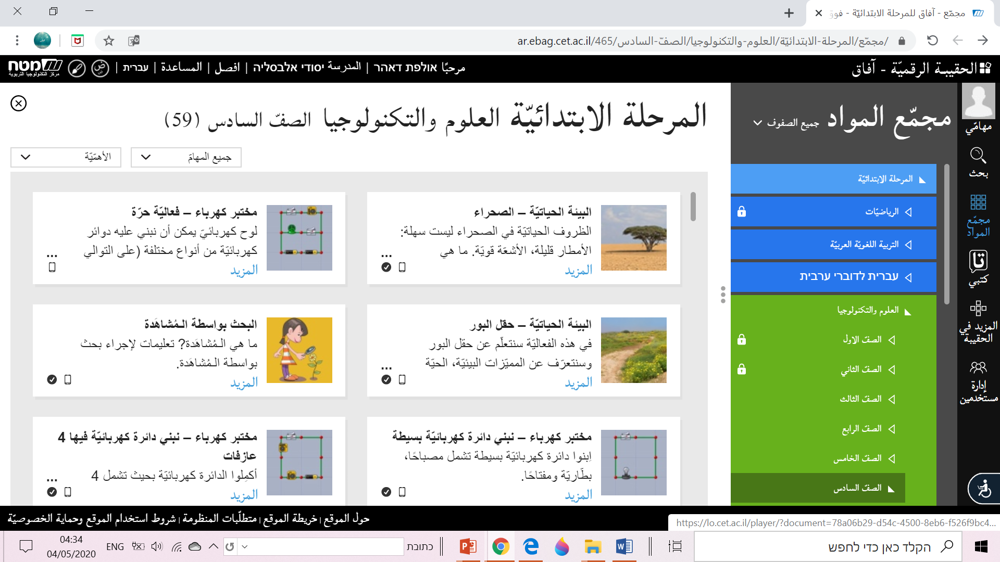 مجمّع - آفاق للمرحلة الابتدائيّة - فوق
ar.ebag.cet.ac.il/465/مجمّع/المرحلة-الابتدائيّة/العلوم-والتكنولوجيا/الصفّ-السادس/
الحقيبة الرقميّة - آفاق
مرحبًا אולפת דאהר | المدرسة יסודי אלבסליה | افصل | المساعدة | עברית
מטח
مركز التكنولوجيا التربوية
مهامّي
بحث
مجمّع
المواد
تا
كتبي
المزيد في
الحقيبة
إدارة
مستخدمين
مجمّع المواد جميع الصفوف
المرحلة الابتدائيّة
الرياضيّات
التربية اللغويّة العربيّة
עברית לדוברי ערבית
العلوم والتكنولوجيا
الصفّ الاول
الصفّ الثاني
الصفّ الثالث
الصفّ الرابع
الصفّ الخامس
الصفّ السادس
المرحلة الابتدائيّة العلوم والتكنولوجيا الصفّ السادس (59)
جميع المهامّ
الأهمّيّة
البيئة الحياتيّة – الصحراء
الظروف الحياتيّة في الصحراء ليست سهلة:
الأمطار قليلة، الأشعّة قويّة. ما هي
...
المزيد
مختبر كهرباء – فعاليّة حرّة
لوح كهربائيّ يمكن أن نبني عليه دوائر
كهربائيّة من أنواع مختلفة (على التوالي
...
المزيد
البيئة الحياتيّة – حقل البور
في هذه الفعاليّة سنتعلّم عن حقل البور
وسنتعرّف عن المميّزات البيئيّة، الحيّة
...
المزيد
البحث بواسطة الـمُشاهَدة
ما هي الـمُشاهَدة? تعليمات لإجراء بحث
بواسطة الـمُشاهَدة.
المزيد
مختبر كهرباء – نبني دائرة كهربائيّة بسيطة
اِبنوا دائرة كهربائيّة بسيطة تشمل مصباحًا،
بطّاريّة ومفتاحًا.
المزيد
مختبر كهرباء – نبني دائرة كهربائيّة فيها 4
عازفات
أكمِلوا الدائرة كهربائيّة بحيث تشمل 4
...
المزيد
حول الموقع | خريطة الموقع | متطلّبات المنظومة | شروط استخدام الموقع وحماية الخصوصيّة
https://lo.cet.ac.il/player/?document=78a06b29-d54c-4500-8eb6-f526f9bc4...
הקלד כאן כדי לחפש
כתובת
ENG
04:34
04/05/2020